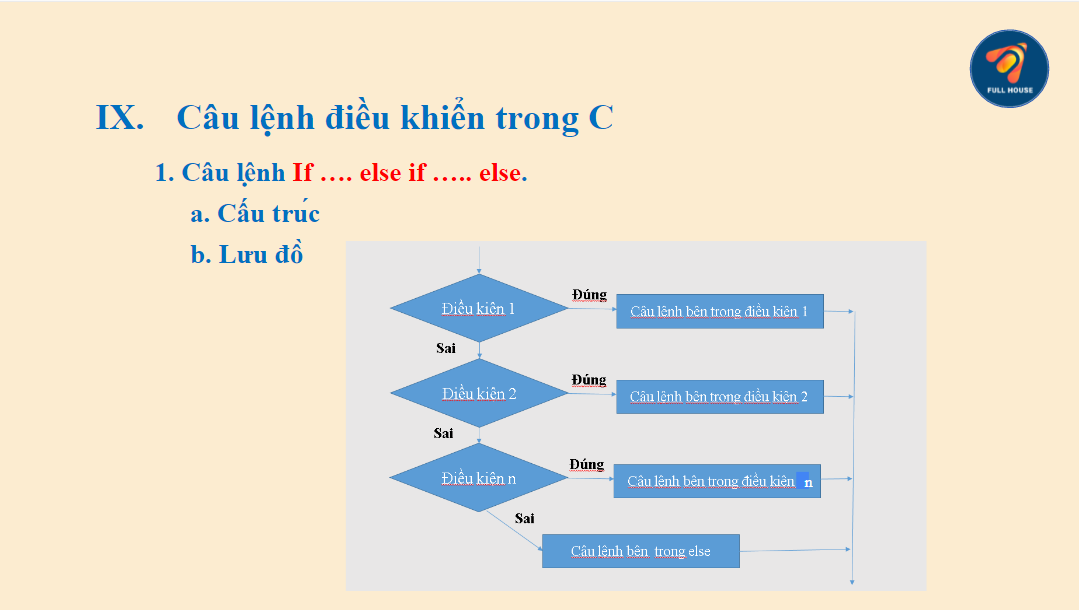 FULL HOUSE
IX. Câu lệnh điều khiển trong C
1. Câu lệnh If …. else if ….. else.
a. Cấu trúc
b. Lưu đồ
Điều kiện 1
Đúng
Câu lệnh bên trong điều kiện 1
Sai
Điều kiện 2
Đúng
Câu lệnh bên trong điều kiện 2
Sai
Điều kiện n
Đúng
Câu lệnh bên trong điều kiện n
Sai
Câu lệnh bên trong else